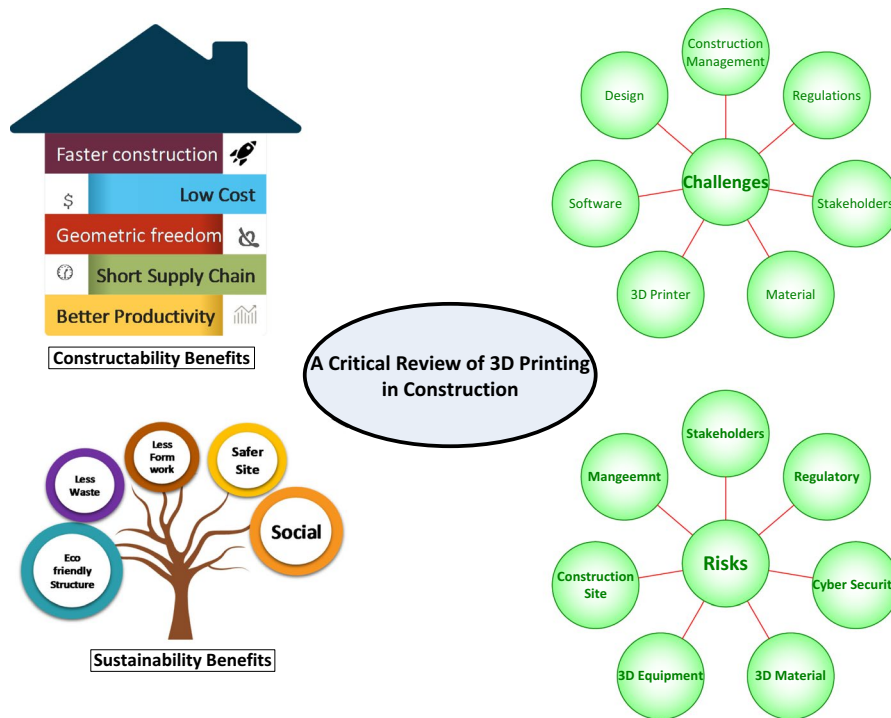 Faster construction
$
Low Cost
Geometric freedom
Short Supply Chain
Better Productivity
Constructability Benefits
Construction
Management
Design
Regulations
Challenges
Software
Stakeholders
3D Printer
Material
A Critical Review of 3D Printing
in Construction
Less
Form
work
Safer
Site
Less
Waste
Social
Eco
friendly
Structure
Sustainability Benefits
Stakeholders
Mangeemnt
Regulatory
Risks
Construction
Site
Cyber Securit
3D Equipment
3D Material